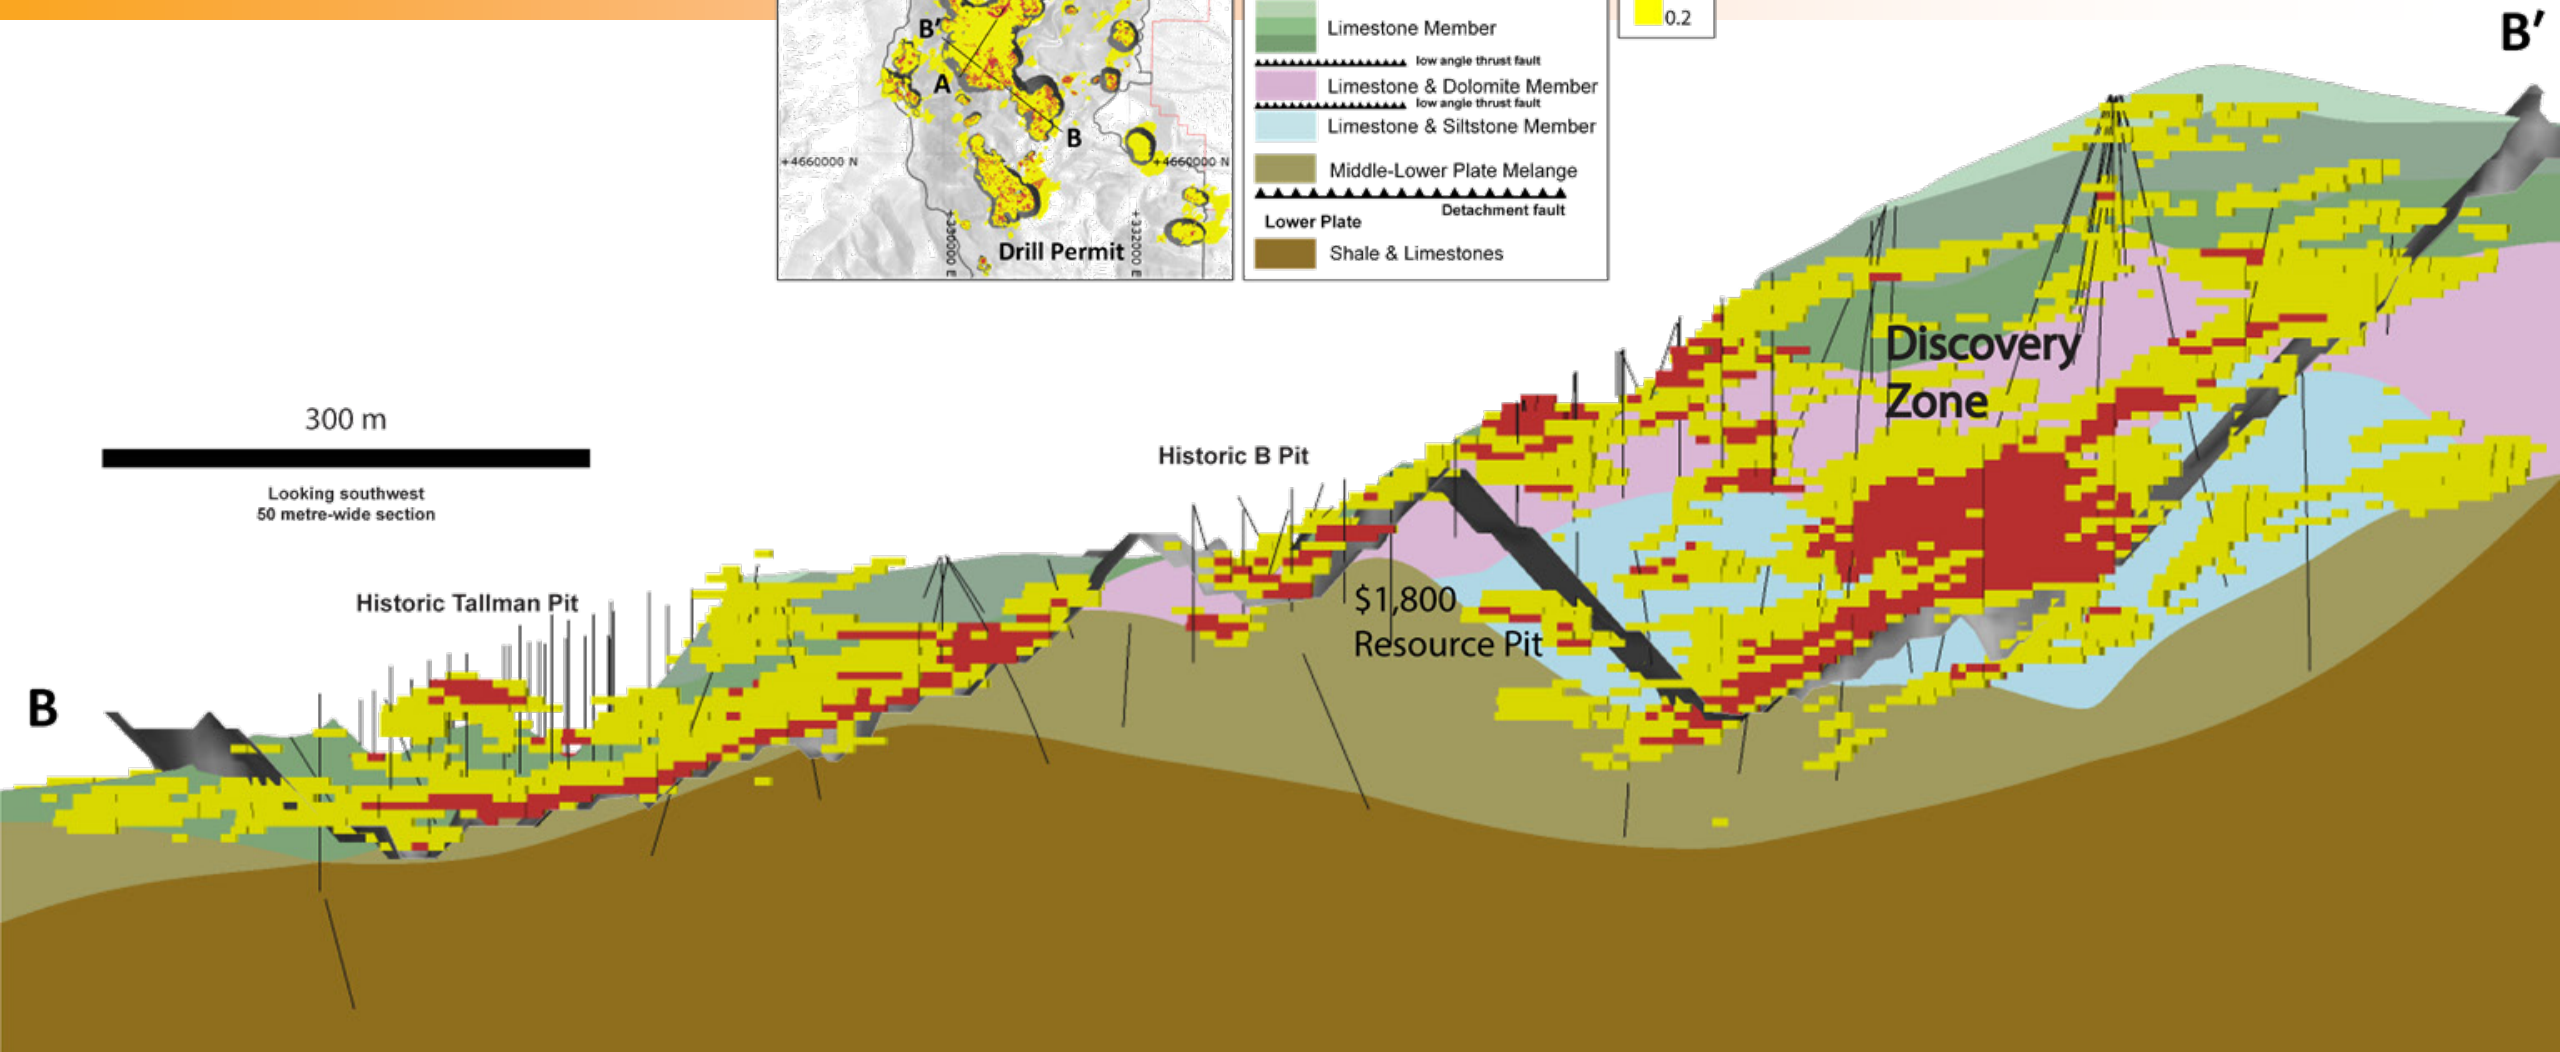 B′
A
B
+4660000 N
+4660000 N
+330000 E
+332000 E
Drill Permit
Limestone Member
low angle thrust fault
Limestone & Dolomite Member
low angle thrust fault
Limestone & Siltstone Member
Middle-Lower Plate Melange
Detachment fault
Lower Plate
Shale & Limestones
0.2
B′
300 m
Looking southwest
50 metre-wide section
Discovery
Zone
Historic B Pit
Historic Tallman Pit
$1,800
Resource Pit
B